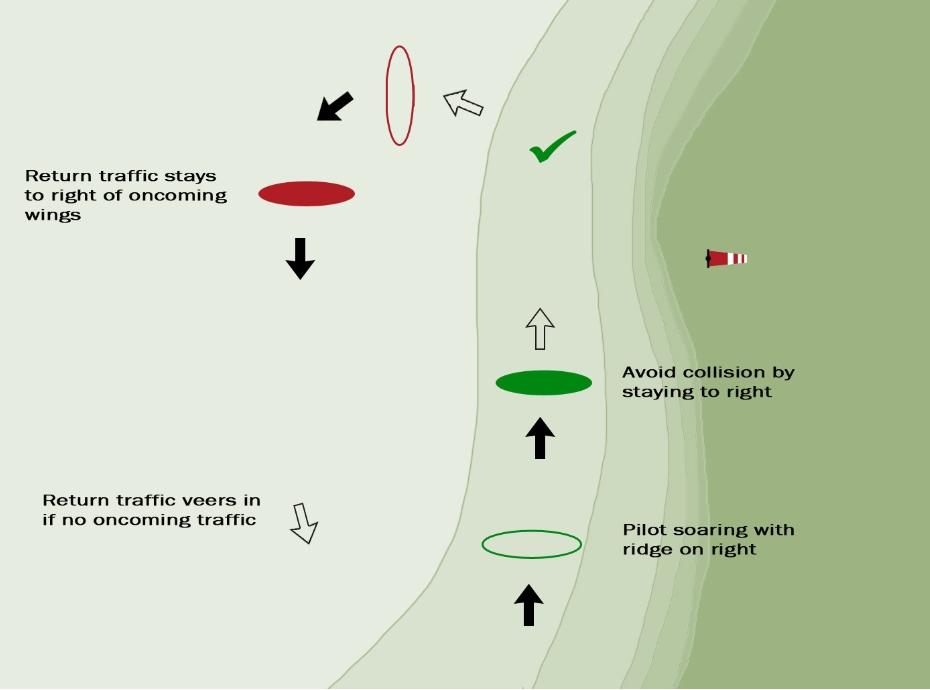 Return traffic stays
to right of oncoming
wings
Avoid collision by
staying to right
Return traffic veers in
if no oncoming traffic
Pilot soaring with
ridge on right